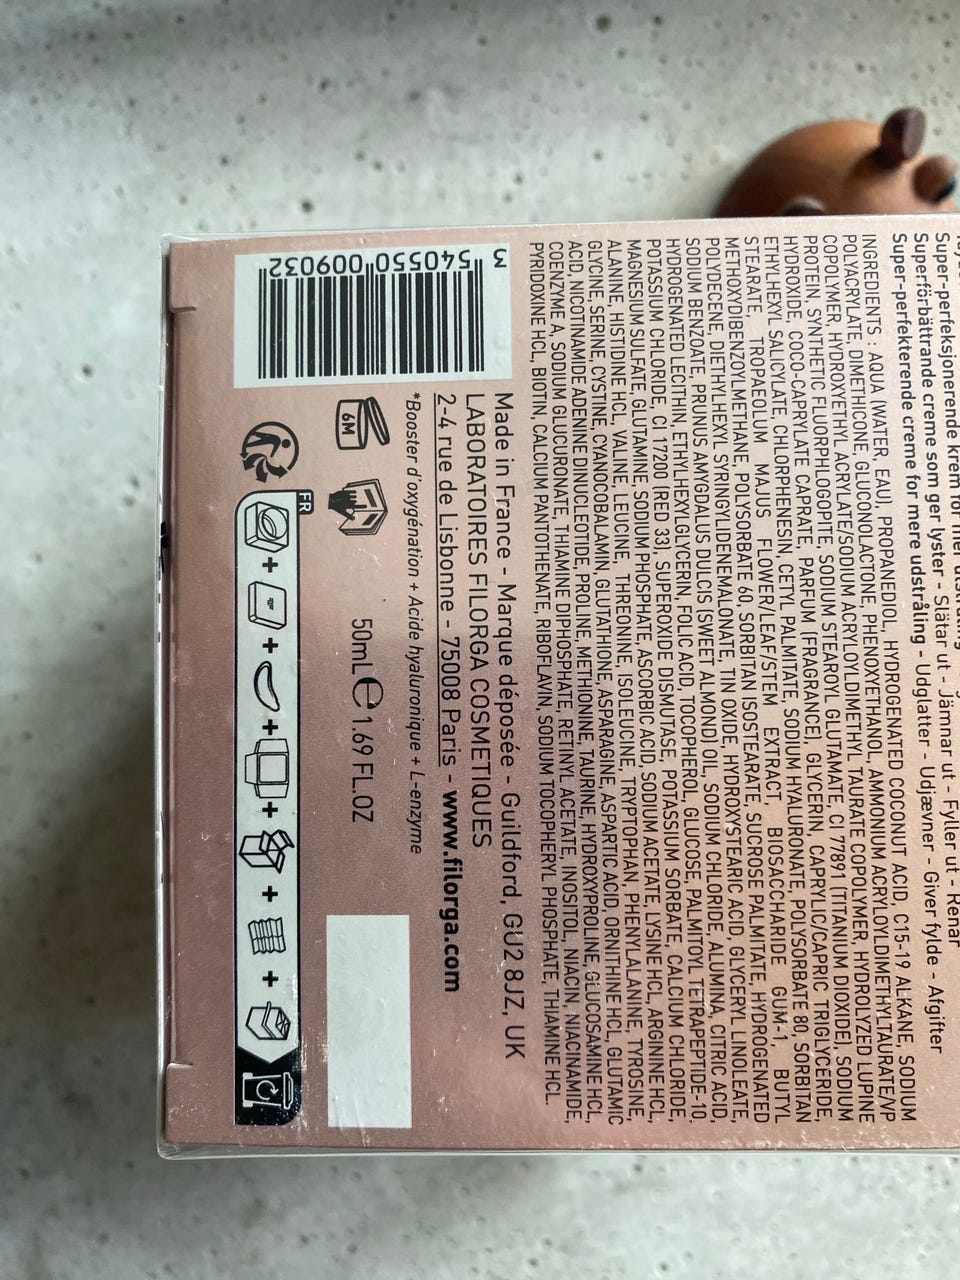 Super-perfeksjonerende krem for mer utstråling
Superförbättrande creme som ger lyster - Slätar ut - Jämnar ut - Fyller ut - Renar
Super-perfekterende creme for mere udstråling - Udglatter - Udjævner - Giver fylde - Afgifter
INGREDIENTS : AQUA (WATER, EAU), PROPANEDIOL, HYDROGENATED COCONUT ACID, C15-19 ALKANE, SODIUM
POLYACRYLATE, DIMETHICONE, GLUCONOLACTONE, PHENOXYETHANOL, AMMONIUM ACRYLOYLDIMETHYLTAURATE/VP
COPOLYMER, HYDROXYETHYL ACRYLATE/SODIUM ACRYLOYLDIMETHYL TAURATE COPOLYMER, HYDROLYZED LUPINE
PROTEIN, SYNTHETIC FLUORPHLOGOPITE, SODIUM STEAROYL GLUTAMATE, CI 77891 (TITANIUM DIOXIDE), SODIUM
HYDROXIDE, COCO-CAPRYLATE CAPRATE, PARFUM (FRAGRANCE), GLYCERIN, CAPRYLIC/CAPRIC TRIGLYCERIDE,
ETHYLHEXYL SALICYLATE, CHLORPHENESIN, CETYL PALMITATE, SODIUM HYALURONATE, POLYSORBATE 80, SORBITAN
STEARATE, TROPAEOLUM MAJUS FLOWER/LEAF/STEM EXTRACT, BIOSACCHARIDE GUM-1, BUTYL
METHOXYDIBENZOYLMETHANE, POLYSORBATE 60, SORBITAN ISOSTEARATE, SUCROSE PALMITATE, HYDROGENATED
POLYDECENE, DIETHYLHEXYL SYRINGYLIDENEMALONATE, TIN OXIDE, HYDROXYSTEARIC ACID, GLYCERYL LINOLEATE,
SODIUM BENZOATE, PRUNUS AMYGDALUS DULCIS (SWEET ALMOND) OIL, SODIUM CHLORIDE, ALUMINA, CITRIC ACID,
HYDROGENATED LECITHIN, ETHYLHEXYLGLYCERIN, FOLIC ACID, TOCOPHEROL, GLUCOSE, PALMITOYL TETRAPEPTIDE-10,
POTASSIUM CHLORIDE, CI 17200 (RED 33), SUPEROXIDE DISMUTASE, POTASSIUM SORBATE, CALCIUM CHLORIDE,
MAGNESIUM SULFATE, GLUTAMINE, SODIUM PHOSPHATE, ASCORBIC ACID, SODIUM ACETATE, LYSINE HCL, ARGININE HCL,
ALANINE, HISTIDINE HCL, VALINE, LEUCINE, THREONINE, ISOLEUCINE, TRYPTOPHAN, PHENYLALANINE, TYROSINE,
GLYCINE, SERINE, CYSTINE, CYANOCOBALAMIN, GLUTATHIONE, ASPARAGINE, ASPARTIC ACID, ORNITHINE HCL, GLUTAMIC
ACID, NICOTINAMIDE ADENINE DINUCLEOTIDE, PROLINE, METHIONINE, TAURINE, HYDROXYPROLINE, GLUCOSAMINE HCL,
COENZYME A, SODIUM GLUCURONATE, THIAMINE DIPHOSPHATE, RETINYL ACETATE, INOSITOL, NIACIN, NIACINAMIDE,
PYRIDOXINE HCL, BIOTIN, CALCIUM PANTOTHENATE, RIBOFLAVIN, SODIUM TOCOPHERYL PHOSPHATE, THIAMINE HCL.
Made in France - Marque déposée - Guildford, GU2 8JZ, UK
LABORATOIRES FILORGA COSMETIQUES
2-4 rue de Lisbonne - 75008 Paris - www.filorga.com
*Booster d'oxygénation + Acide hyaluronique + L-enzyme
3 540550 009032
6M
50mL e 1.69 FL.OZ
FR